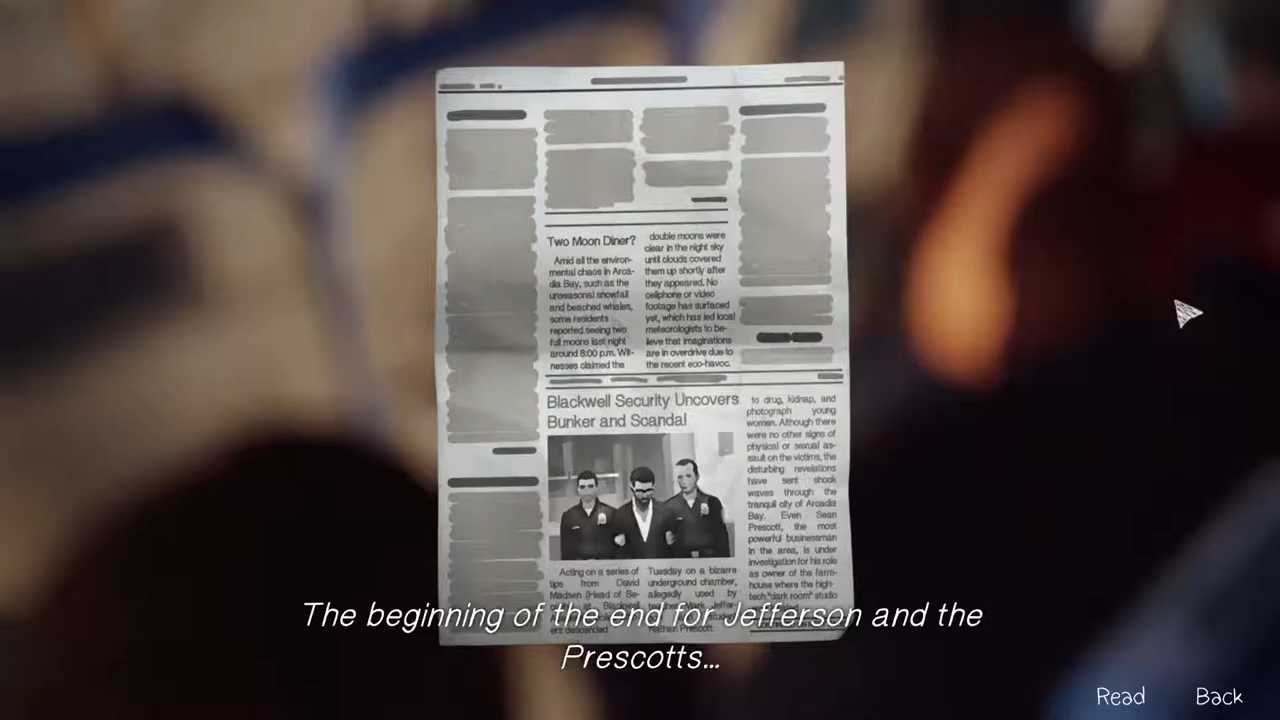 Two Moon Diner?
Amid all the environ-
mental chaos in Arca-
dia Bay, such as the
unseasonal snowfall
and beached whales,
some residents
reported seeing two
full moons last night
around 8:00 p.m. Wit-
nesses claimed the
double moons were
clear in the night sky
until clouds covered
them up shortly after
they appeared. No
cellphone or video
footage has surfaced
yet, which has led local
meteorologists to be-
lieve that imaginations
are in overdrive due to
the recent eco-havoc.
Blackwell Security Uncovers
Bunker and Scandal
Acting on a series of
tips from David
Madsen (Head of Se-
Blackwell
descended
Tuesday on a bizarre
underground chamber,
allegedly used by
Mark Jeffer-
Nathan Prescott
to drug, kidnap, and
photograph young
women. Although there
were no other signs of
physical or sexual as-
sault on the victims, the
disturbing revelations
have sent shock
waves through the
tranquil city of Arcadia
Bay. Even Sean
Prescott, the most
powerful businessman
in the area, is under
investigation for his role
as owner of the farm-
house where the high-
tech "dark room" studio
The beginning of the end for Jefferson and the
Prescotts...
Read Back